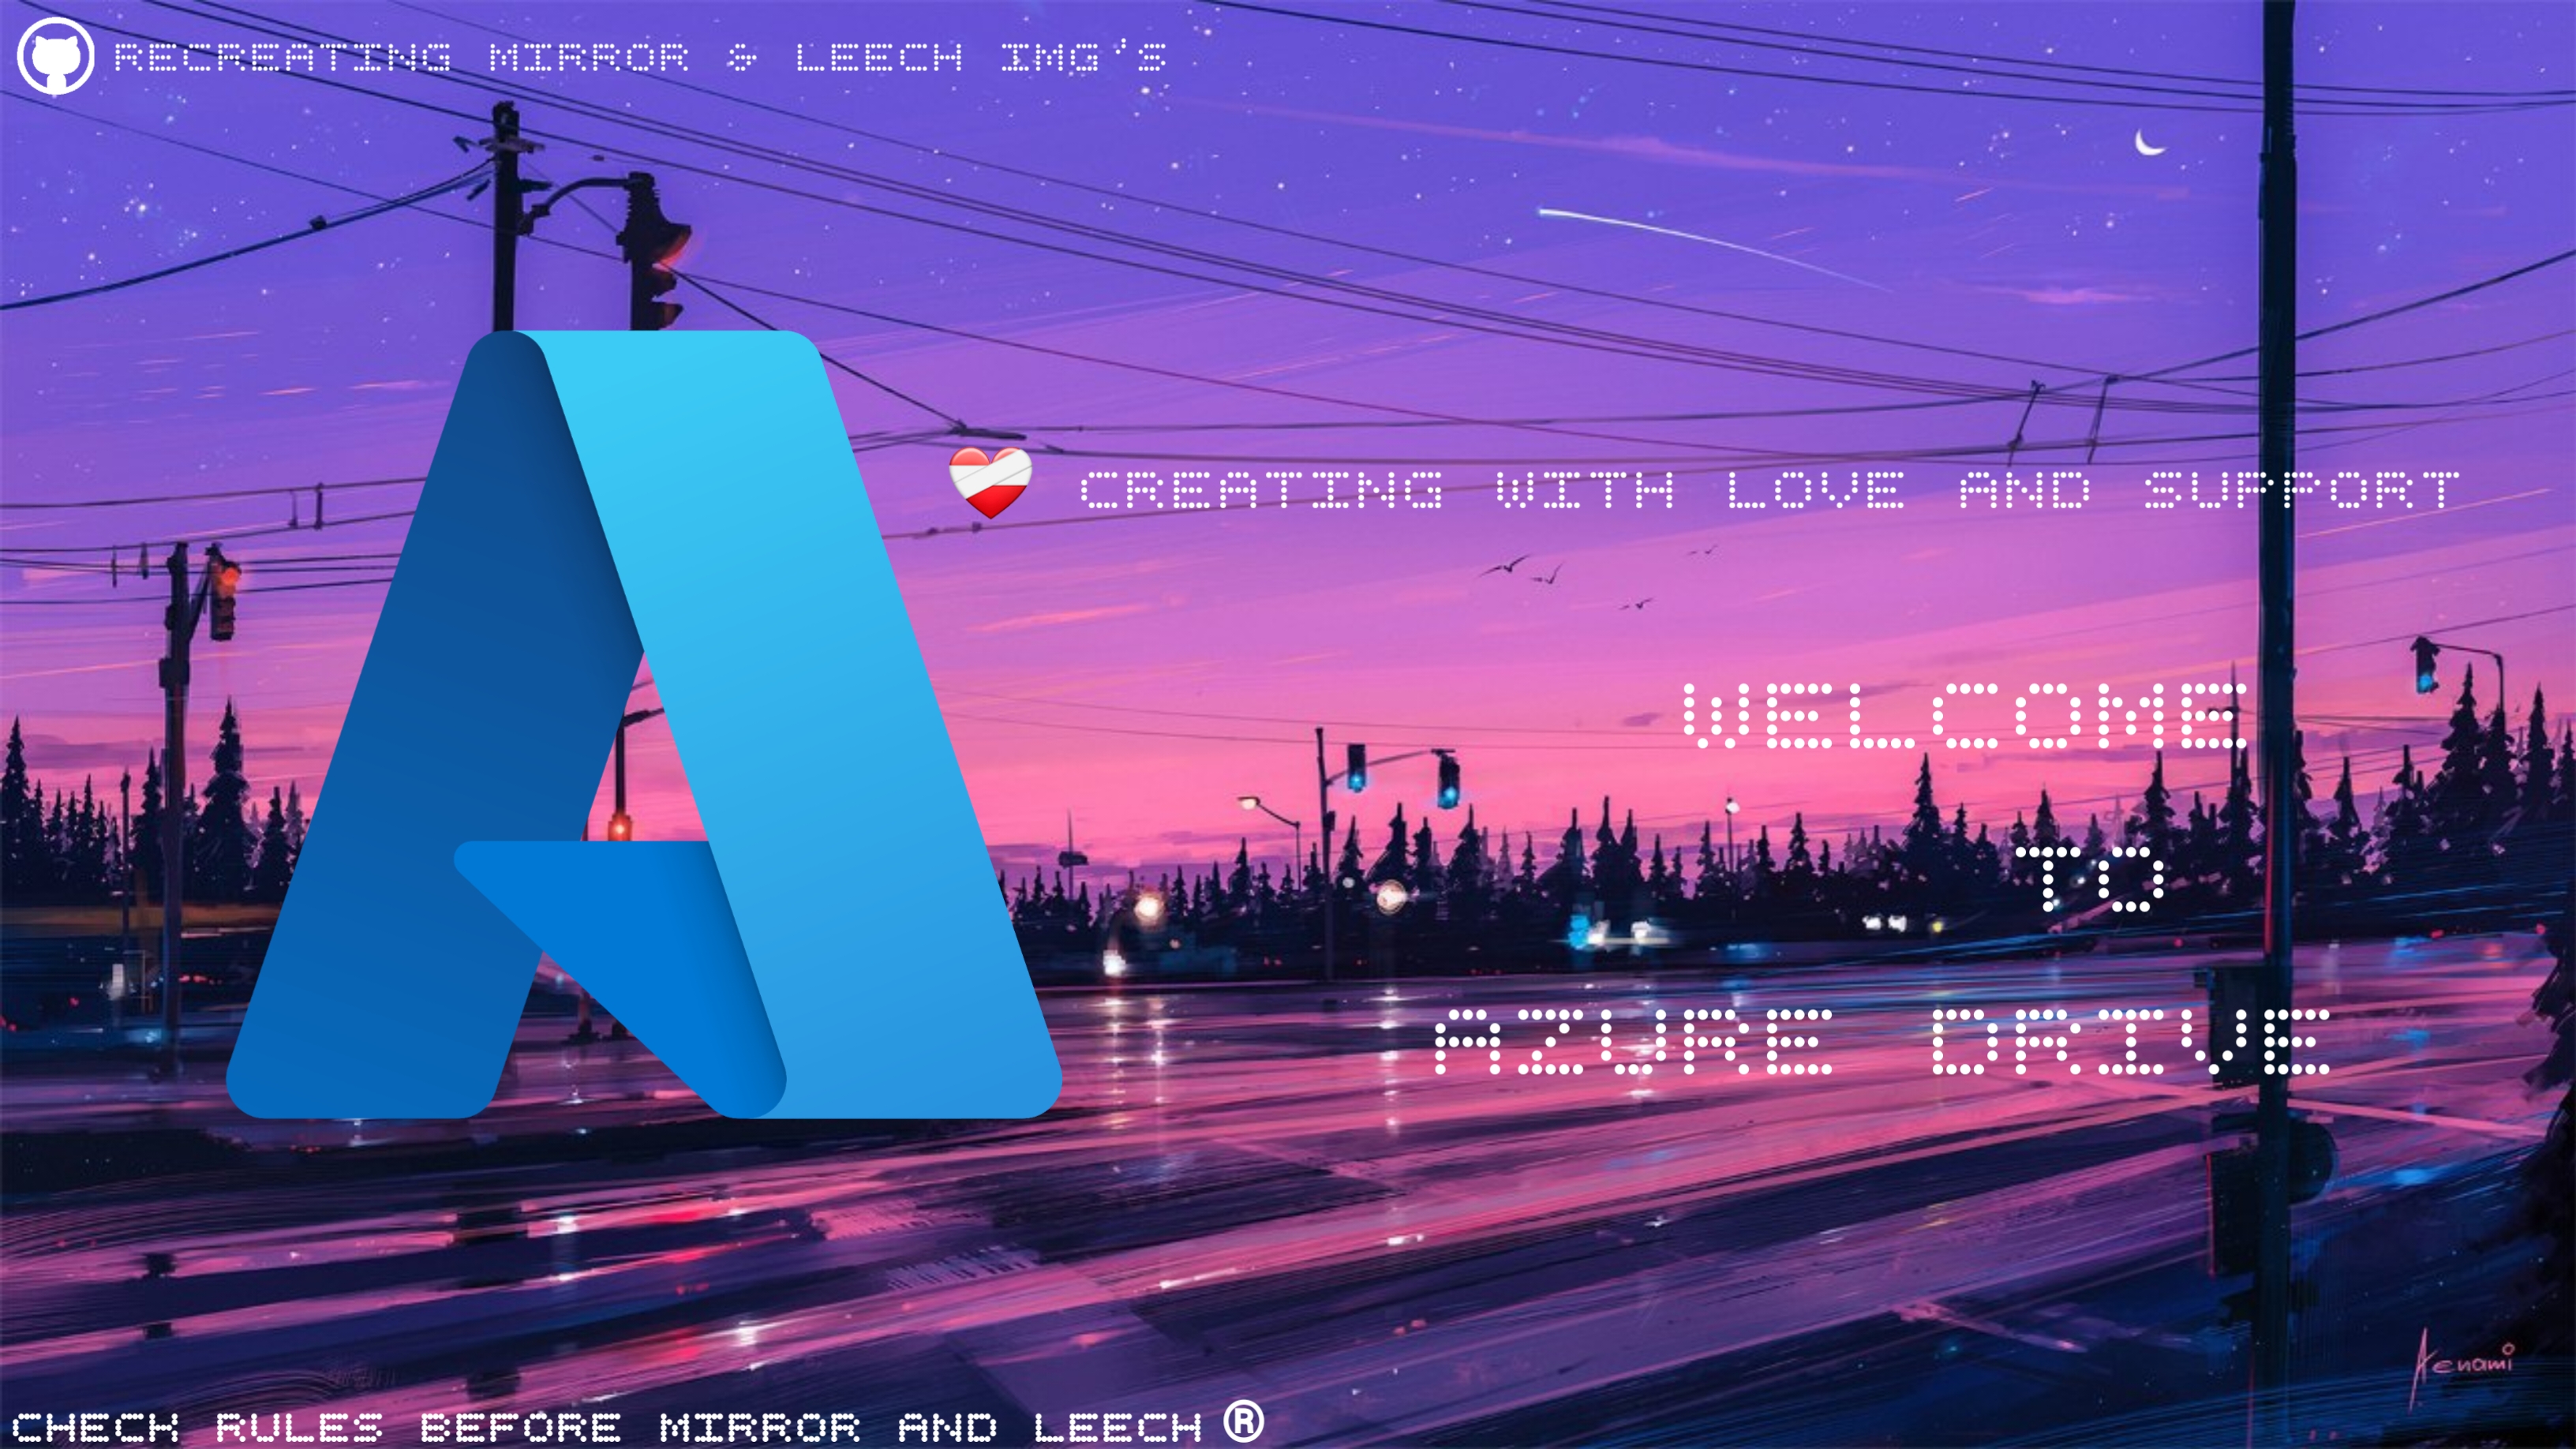 RECREATING MIRROR & LEECH IMG'S
CREATING WITH LOVE AND SUPPORT
WELCOME
TO
AZURE DRIVE
Aenami
CHECK RULES BEFORE MIRROR AND LEECH ®